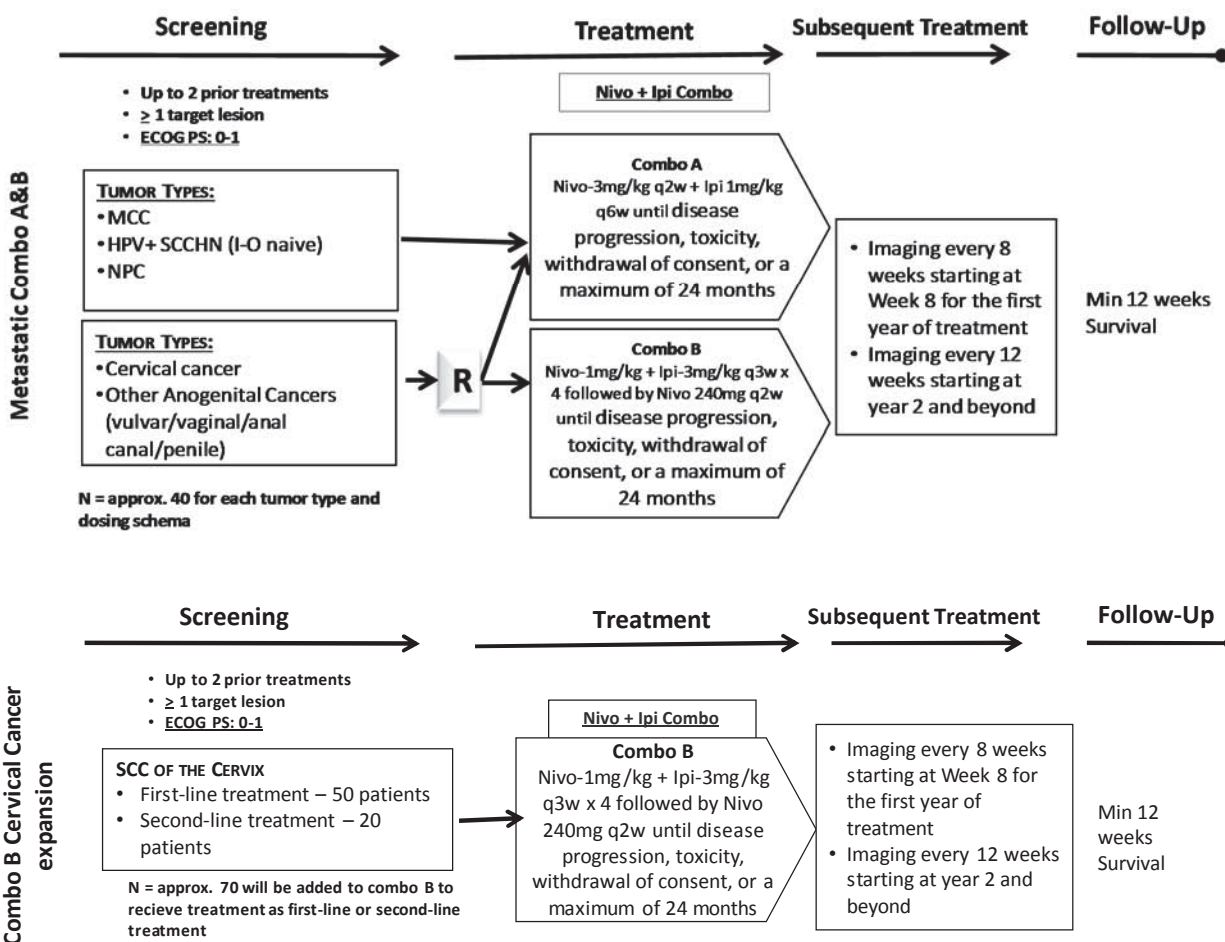 Metastatic Combo A&B
Screening
Treatment
Subsequent Treatment
Follow-Up
• Up to 2 prior treatments
• ≥ 1 target lesion
• ECOG PS: 0-1
Nivo + Ipi Combo
TUMOR TYPES:
•MCC
•HPV+ SCCHN (I-O naive)
•NPC
TUMOR TYPES:
•Cervical cancer
•Other Anogenital Cancers
(vulvar/vaginal/anal
canal/penile)
N = approx. 40 for each tumor type and
dosing schema
R
Combo A
Nivo-3mg/kg q2w + Ipi 1mg/kg
q6w until disease
progression, toxicity,
withdrawal of consent, or a
maximum of 24 months
Combo B
Nivo-1mg/kg + Ipi-3mg/kg q3w x
4 followed by Nivo 240mg q2w
until disease progression,
toxicity, withdrawal of
consent, or a maximum of
24 months
• Imaging every 8
weeks starting at
Week 8 for the first
year of treatment
• Imaging every 12
weeks starting at
year 2 and beyond
Min 12 weeks
Survival
Combo B Cervical Cancer
expansion
Screening
Treatment
Subsequent Treatment
Follow-Up
• Up to 2 prior treatments
• ≥ 1 target lesion
• ECOG PS: 0-1
SCC OF THE CERVIX
• First-line treatment – 50 patients
• Second-line treatment – 20
patients
N = approx. 70 will be added to combo B to
recieve treatment as first-line or second-line
treatment
Nivo + Ipi Combo
Combo B
Nivo-1mg/kg + Ipi-3mg/kg
q3w x 4 followed by Nivo
240mg q2w until disease
progression, toxicity,
withdrawal of consent, or a
maximum of 24 months
• Imaging every 8 weeks
starting at Week 8 for
the first year of
treatment
• Imaging every 12 weeks
starting at year 2 and
beyond
Min 12
weeks
Survival